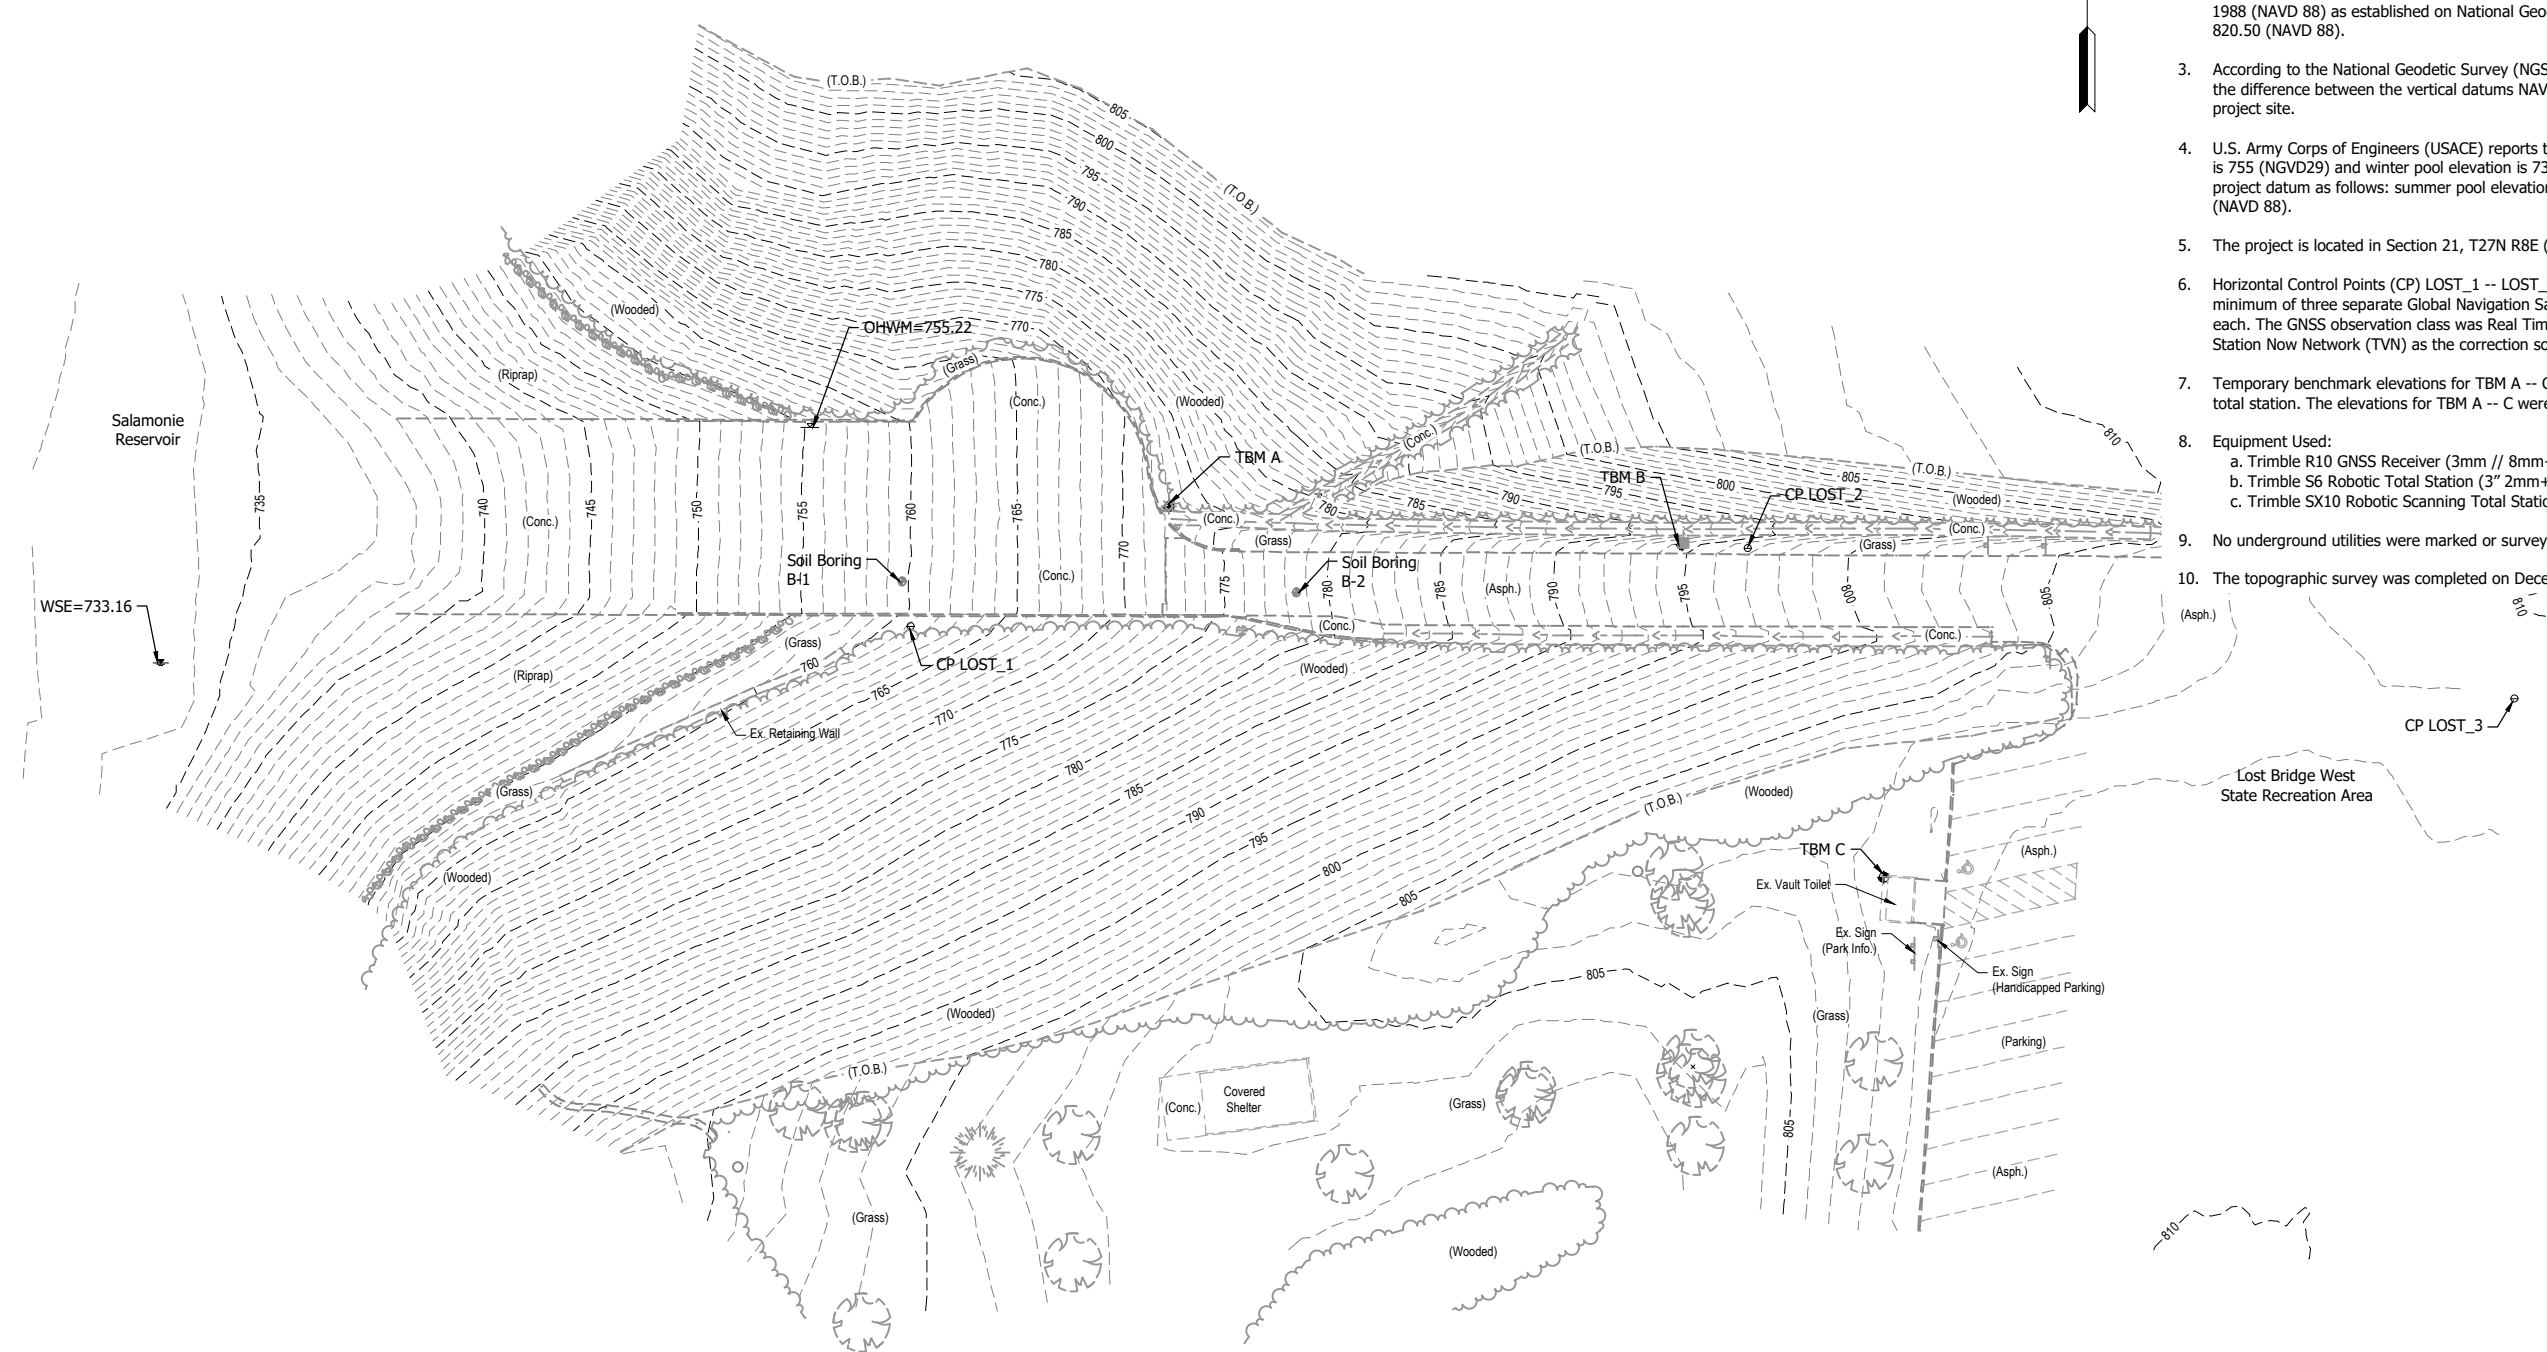 1988 (NAVD 88) as established on National Geo
820.50 (NAVD 88).
3. According to the National Geodetic Survey (NGS
the difference between the vertical datums NAV
project site.
4. U.S. Army Corps of Engineers (USACE) reports t
is 755 (NGVD29) and winter pool elevation is 73
project datum as follows: summer pool elevation
(NAVD 88).
5. The project is located in Section 21, T27N R8E (
6. Horizontal Control Points (CP) LOST_1 -- LOST_
minimum of three separate Global Navigation Sa
each. The GNSS observation class was Real Tim
Station Now Network (TVN) as the correction so
7. Temporary benchmark elevations for TBM A -- C
total station. The elevations for TBM A -- C were
8. Equipment Used:
a. Trimble R10 GNSS Receiver (3mm // 8mm+
b. Trimble S6 Robotic Total Station (3" 2mm+
c. Trimble SX10 Robotic Scanning Total Statio
9. No underground utilities were marked or survey
10. The topographic survey was completed on Dece
(T.O.B.)
805
800
795
790
785
780
775
770
(T.O.B.)
(Wooded)
OHWM=755.22
(Riprap)
(Grass)
(Conc.)
(Wooded)
Salamonie
Reservoir
TBM A
(Conc.)
(T.O.B.)
(T.O.B.)
810
TBM B
CP LOST_2
780
785
790
795
800
805
(Wooded)
735
740
745
750
755
760
765
770
(Conc.)
(Conc.)
(Grass)
(Conc.)
(Grass)
Soil Boring
B-1
(Conc.)
Soil Boring
B-2
775
780
785
(Asph.)
790
795
800
805
(Asph.)
810
WSE=733.16
(Conc.)
(Conc.)
(Grass)
760
CP LOST_1
(Wooded)
(Riprap)
765
770
775
780
785
790
795
800
805
Ex. Retaining Wall
CP LOST_3
(Grass)
(Wooded)
(T.O.B.)
(Wooded)
Lost Bridge West
State Recreation Area
TBM C
(Asph.)
Ex. Vault Toilet
Ex. Sign
(Park Info.)
Ex. Sign
(Handicapped Parking)
805
(Wooded)
(Grass)
(Parking)
(T.O.B.)
Covered
Shelter
(Conc.)
(Grass)
805
(Asph.)
(Grass)
(Wooded)
810